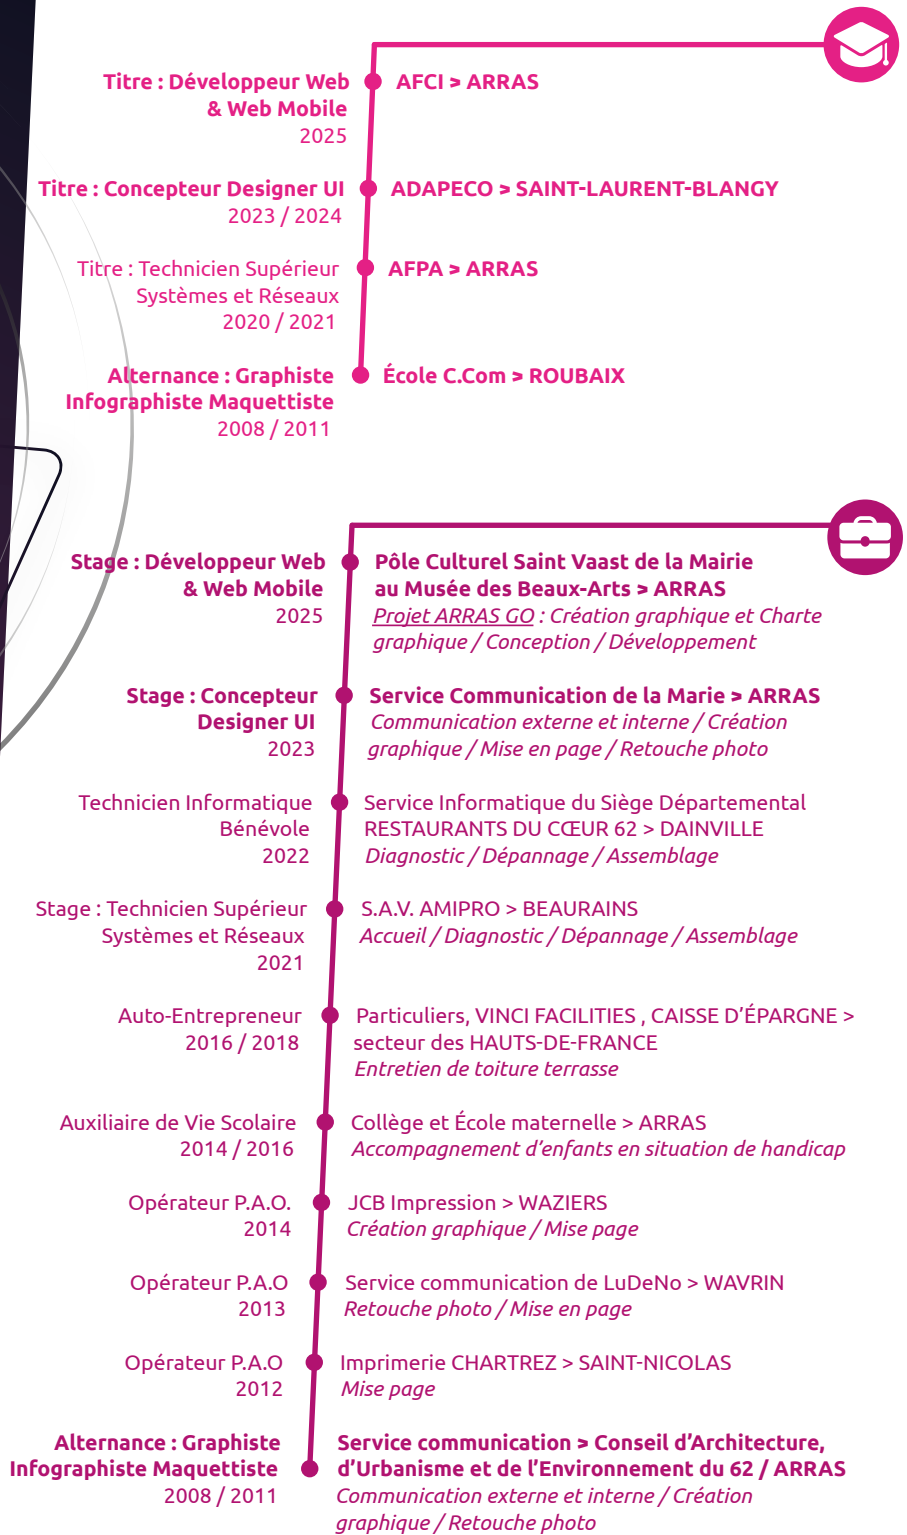 Titre : Développeur Web
& Web Mobile
2025
AFCI > ARRAS
Titre : Concepteur Designer UI
2023 / 2024
ADAPECO > SAINT-LAURENT-BLANGY
Titre : Technicien Supérieur
Systèmes et Réseaux
2020 / 2021
AFPA > ARRAS
Alternance : Graphiste
Infographiste Maquettiste
2008 / 2011
École C.Com > ROUBAIX
Stage : Développeur Web
& Web Mobile
2025
Pôle Culturel Saint Vaast de la Mairie
au Musée des Beaux-Arts > ARRAS
Projet ARRAS GO : Création graphique et Charte
graphique / Conception / Développement
Stage : Concepteur
Designer UI
2023
Service Communication de la Marie > ARRAS
Communication externe et interne / Création
graphique / Mise en page / Retouche photo
Technicien Informatique
Bénévole
2022
Service Informatique du Siège Départemental
RESTAURANTS DU CŒUR 62 > DAINVILLE
Diagnostic / Dépannage / Assemblage
Stage : Technicien Supérieur
Systèmes et Réseaux
2021
S.A.V. AMIPRO > BEAURAINS
Accueil / Diagnostic / Dépannage / Assemblage
Auto-Entrepreneur
2016 / 2018
Particuliers, VINCI FACILITIES , CAISSE D’ÉPARGNE >
secteur des HAUTS-DE-FRANCE
Entretien de toiture terrasse
Auxiliaire de Vie Scolaire
2014 / 2016
Collège et École maternelle > ARRAS
Accompagnement d’enfants en situation de handicap
Opérateur P.A.O.
2014
JCB Impression > WAZIERS
Création graphique / Mise page
Opérateur P.A.O
2013
Service communication de LuDeNo > WAVRIN
Retouche photo / Mise en page
Opérateur P.A.O
2012
Imprimerie CHARTREZ > SAINT-NICOLAS
Mise page
Alternance : Graphiste
Infographiste Maquettiste
2008 / 2011
Service communication > Conseil d’Architecture,
d’Urbanisme et de l’Environnement du 62 / ARRAS
Communication externe et interne / Création
graphique / Retouche photo